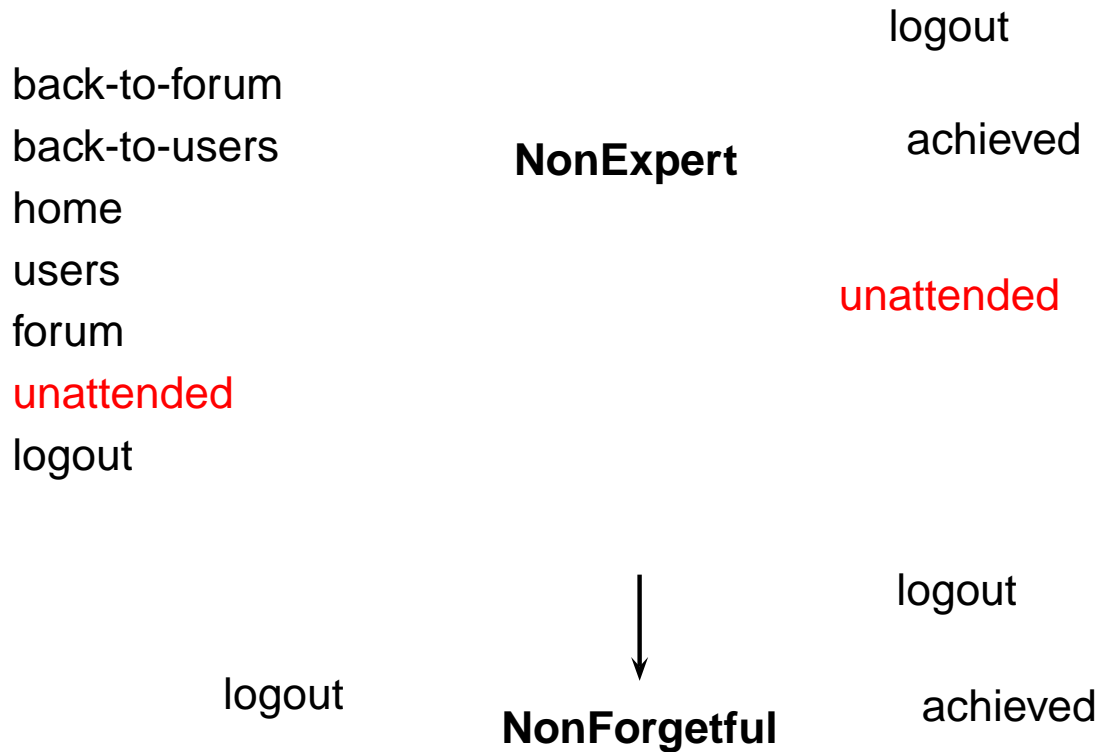 logout
back-to-forum
back-to-users
NonExpert
achieved
home
users
unattended
forum
unattended
logout
logout
logout
NonForgetful
achieved